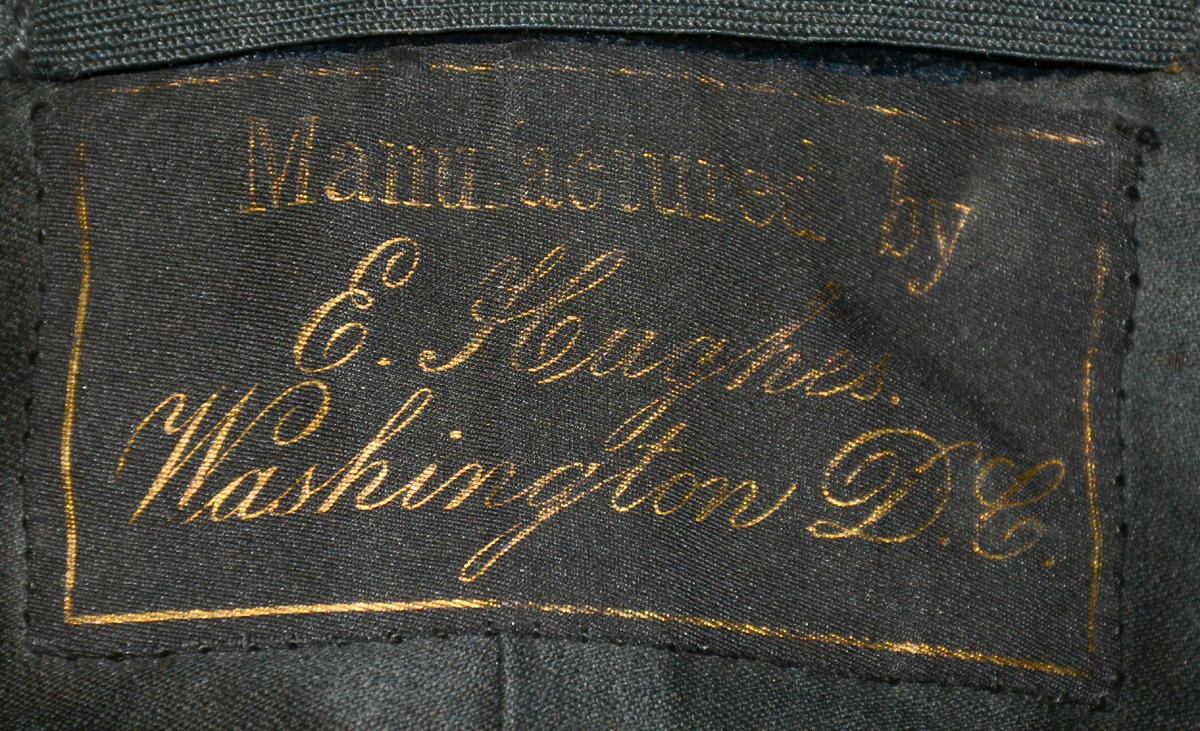 Manufactured by
E. Hughes.
Washington D.C.